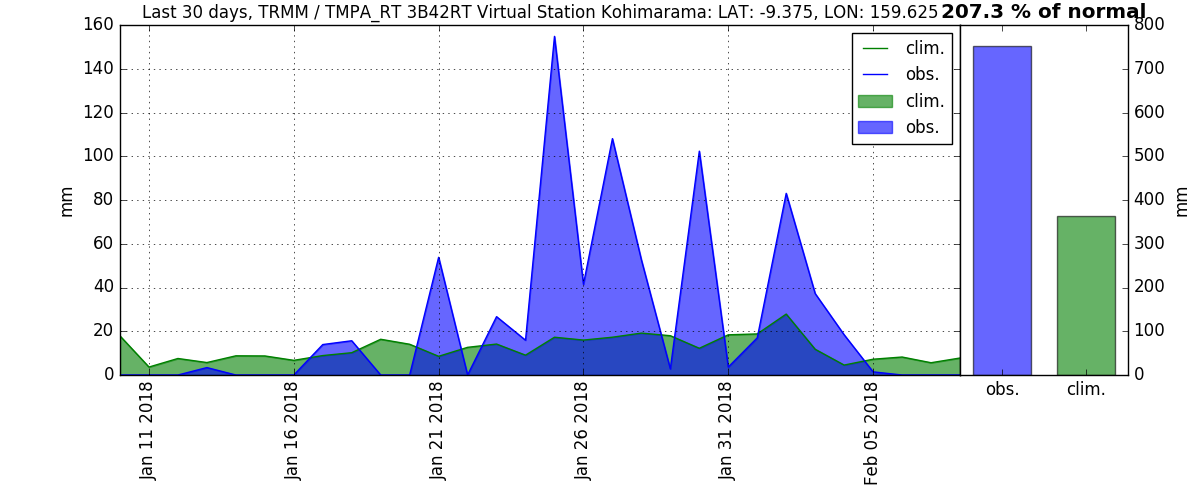 Last 30 days, TRMM / TMPA_RT 3B42RT Virtual Station Kohimarama: LAT: -9.375, LON: 159.625
207.3 % of normal
160
140
120
100
80
60
40
20
0
mm
clim.
obs.
clim.
obs.
Jan 11 2018
Jan 16 2018
Jan 21 2018
Jan 26 2018
Jan 31 2018
Feb 05 2018
800
700
600
500
400
300
200
100
0
mm
obs.
clim.